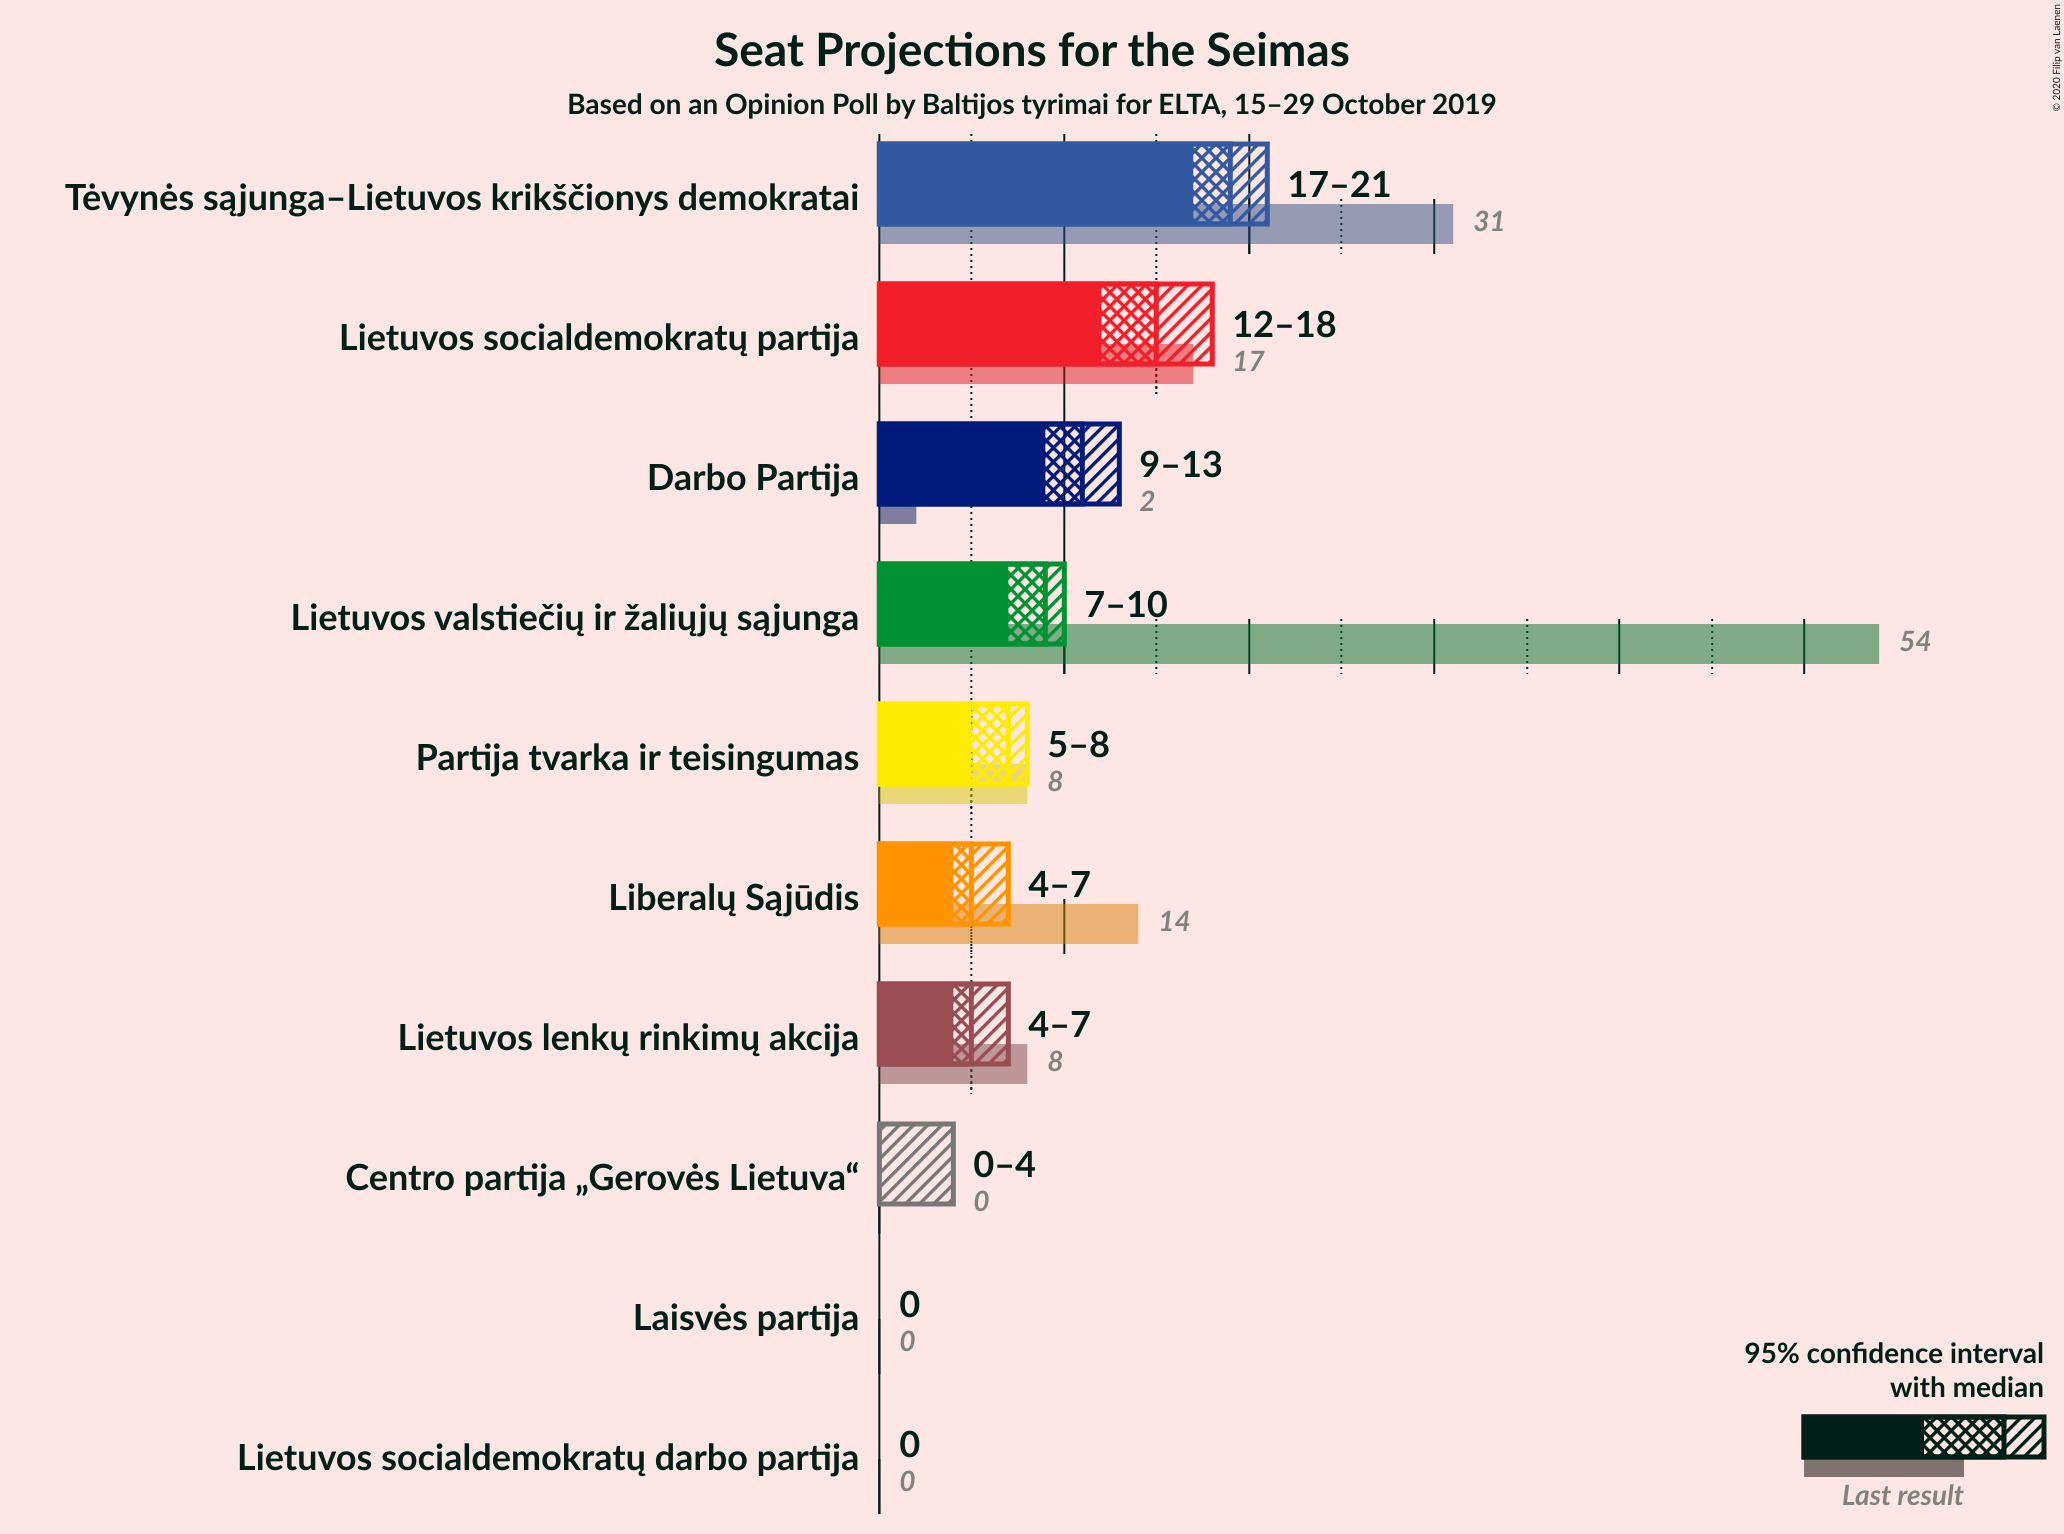 Seat Projections for the Seimas
Based on an Opinion Poll by Baltijos tyrimai for ELTA, 15–29 October 2019
© 2020 Filip van Laenen
Tėvynės sąjunga–Lietuvos krikščionys demokratai
17–21
31
Lietuvos socialdemokratų partija
12–18
17
Darbo Partija
9–13
2
Lietuvos valstiečių ir žaliųjų sąjunga
7–10
54
Partija tvarka ir teisingumas
5–8
8
Liberalų Sąjūdis
4–7
14
Lietuvos lenkų rinkimų akcija
4–7
8
Centro partija „Gerovės Lietuva“
0–4
0
Laisvės partija
0
0
Lietuvos socialdemokratų darbo partija
0
0
95% confidence interval
with median
Last result